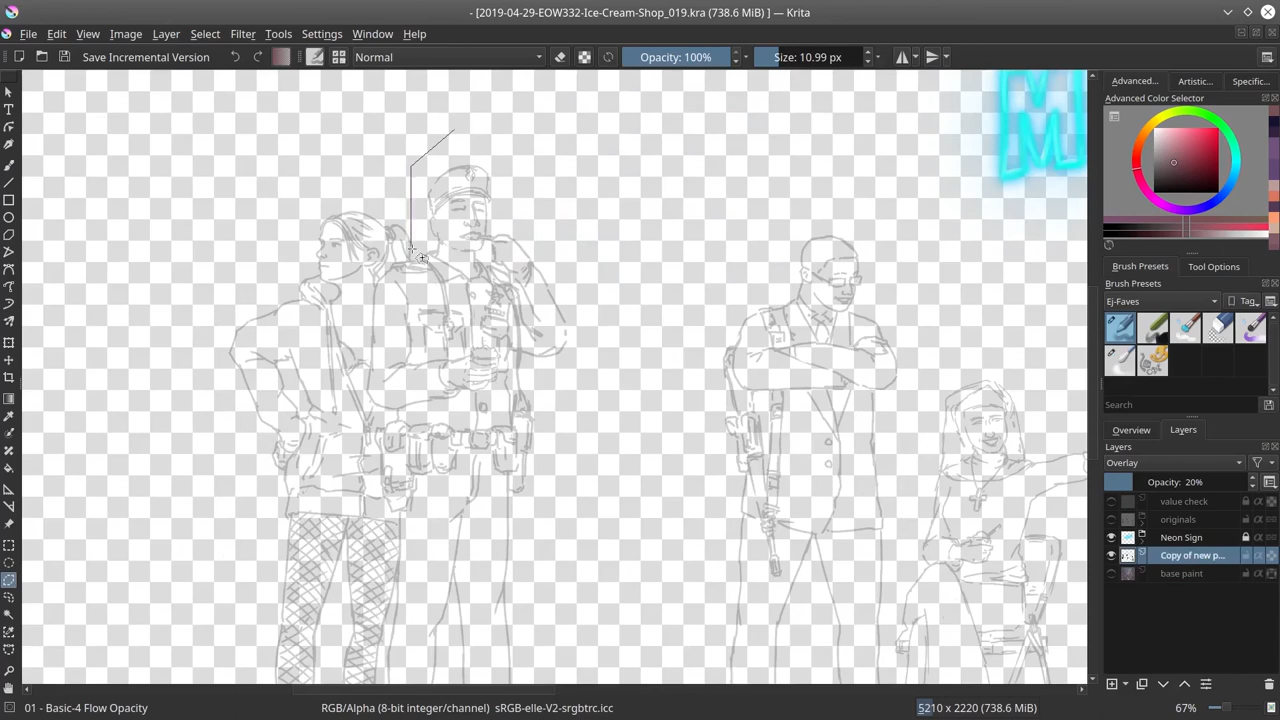 - [2019-04-29-EOW332-Ice-Cream-Shop_019.kra (738.6 MiB) ] — Krita
File Edit View Image Layer Select Filter Tools Settings Window Help
Save Incremental Version Normal Opacity: 100% Size: 10.99 px
Advanced... Artistic... Specific...
Advanced Color Selector
Brush Presets Tool Options
Brush Presets
Ej-Faves Tag
Search
Overview Layers
Layers
Overlay
Opacity: 20%
value check
originals
Neon Sign
Copy of new p...
base paint
01 - Basic-4 Flow Opacity RGB/Alpha (8-bit integer/channel) sRGB-elle-V2-srgbtrc.icc 5210 x 2220 (738.6 MiB) 67%